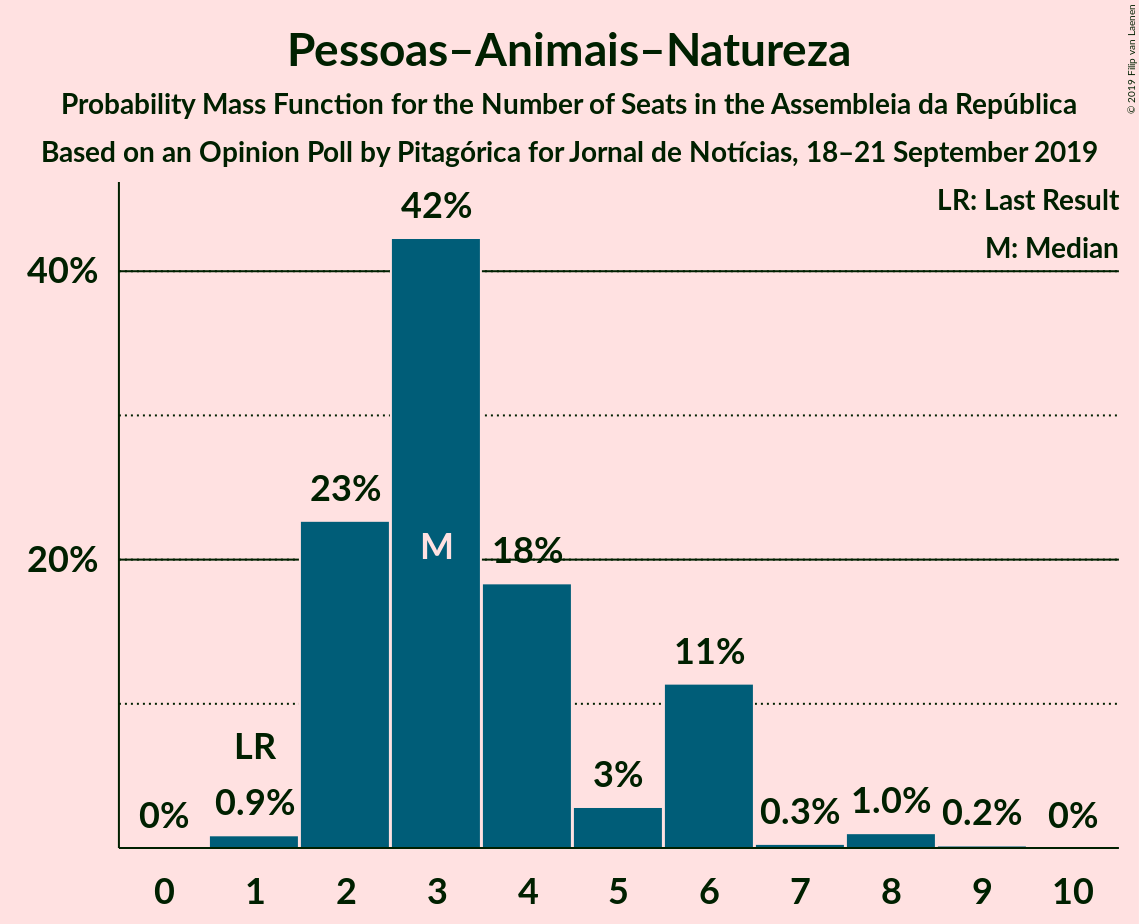 Pessoas–Animais–Natureza
Probability Mass Function for the Number of Seats in the Assembleia da República
Based on an Opinion Poll by Pitagórica for Jornal de Notícias, 18–21 September 2019
© 2019 Filip van Laenen
LR: Last Result
M: Median
42%
40%
23%
M
18%
20%
11%
LR
3%
0%
0.9%
0.3%
1.0%
0.2%
0%
0 1 2 3 4 5 6 7 8 9 10